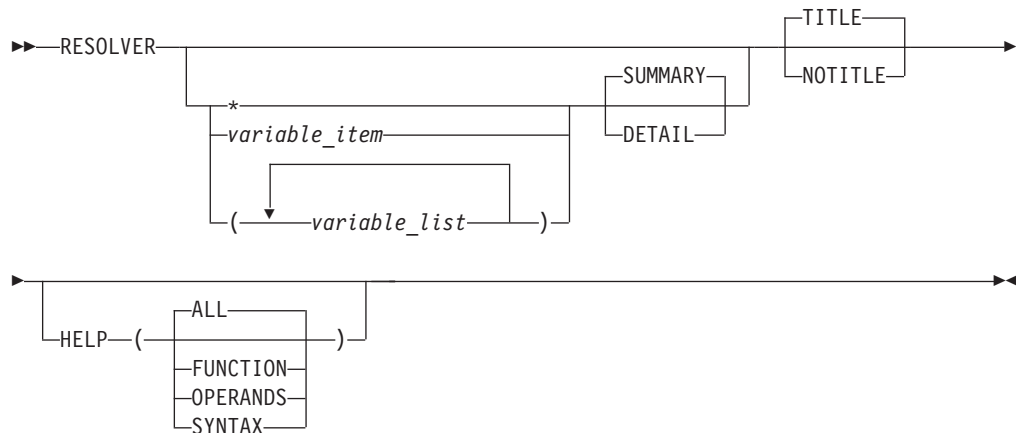 TITLE
RESOLVER
SUMMARY
NOTITLE
*
variable_item
DETAIL
( variable_list )
ALL
HELP ( )
FUNCTION
OPERANDS
SYNTAX